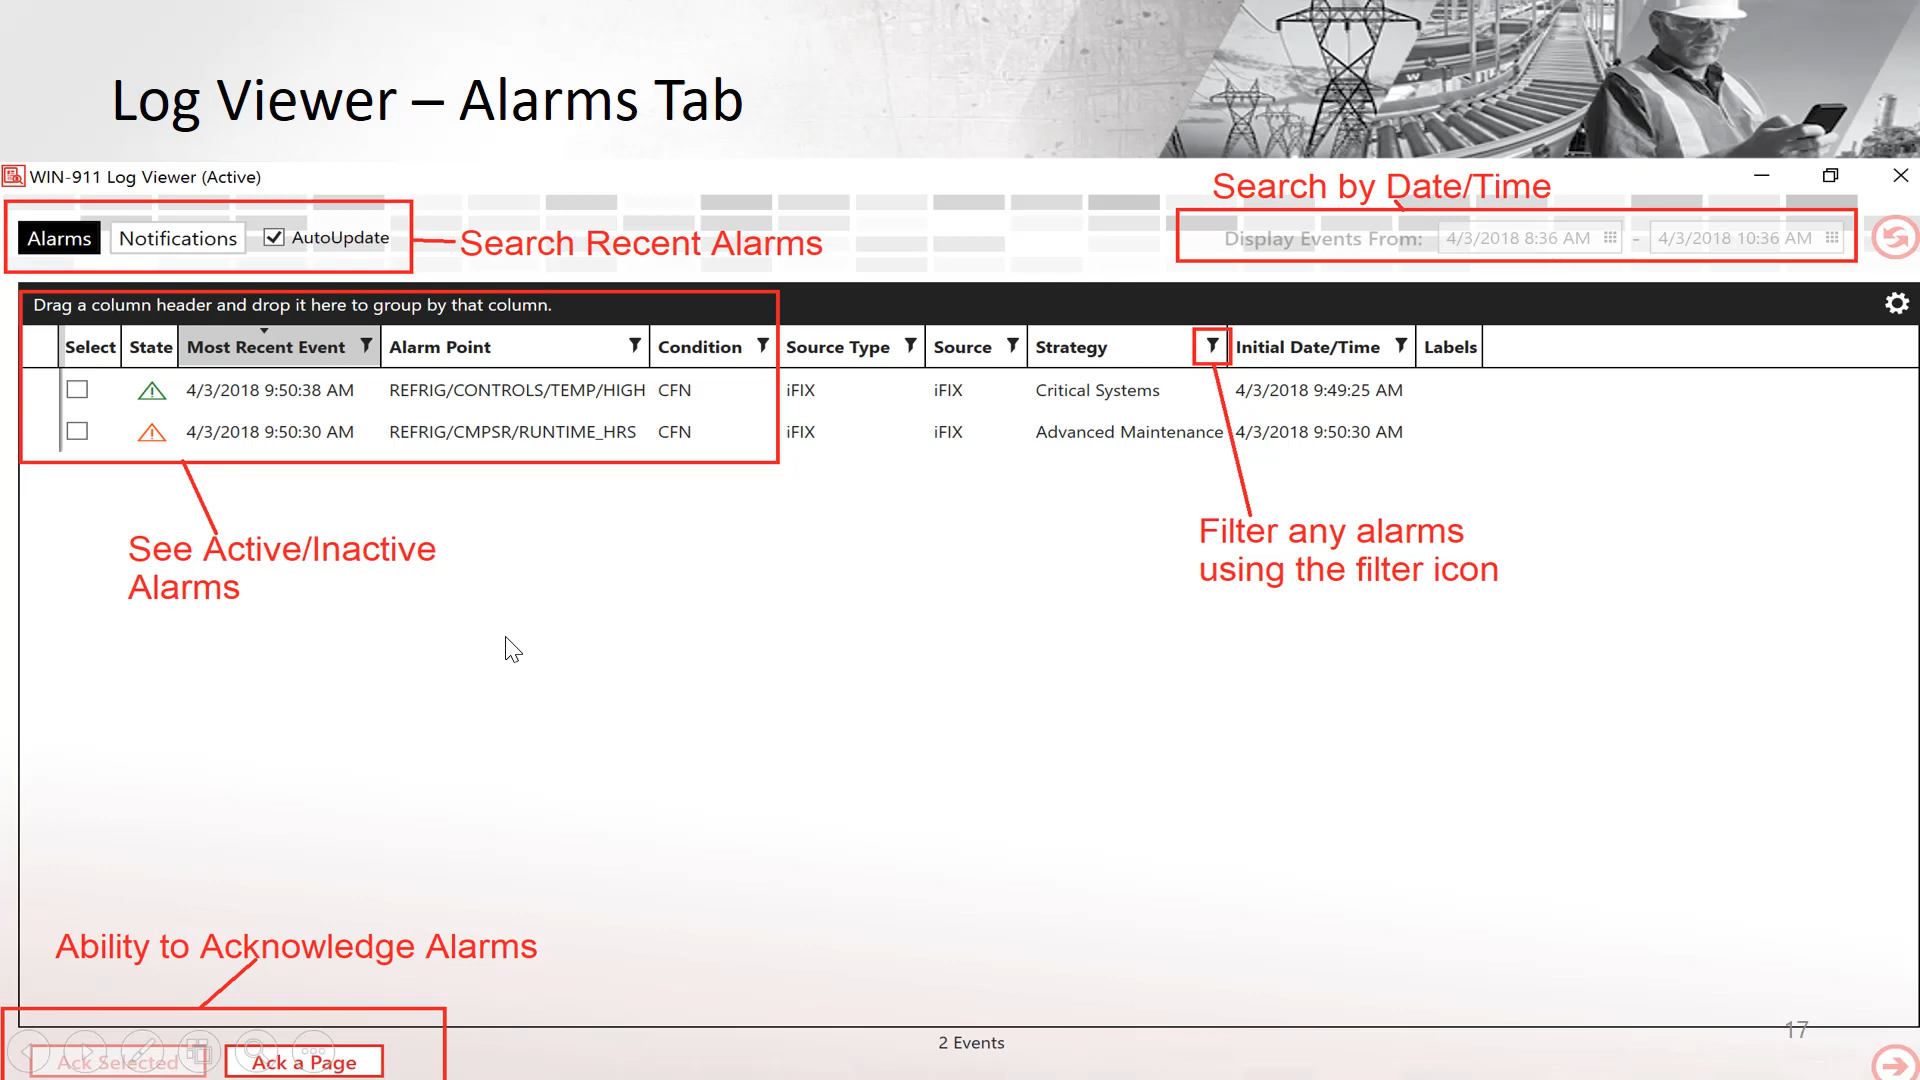 Log Viewer – Alarms Tab
WIN-911 Log Viewer (Active)
Search by Date/Time
Alarms Notifications AutoUpdate
Search Recent Alarms
Display Events From: 4/3/2018 8:36 AM - 4/3/2018 10:36 AM
Drag a column header and drop it here to group by that column.
Select State Most Recent Event Alarm Point Condition Source Type Source Strategy Initial Date/Time Labels
4/3/2018 9:50:38 AM REFRIG/CONTROLS/TEMP/HIGH CFN iFIX iFIX Critical Systems 4/3/2018 9:49:25 AM
4/3/2018 9:50:30 AM REFRIG/CMPSR/RUNTIME_HRS CFN iFIX iFIX Advanced Maintenance 4/3/2018 9:50:30 AM
See Active/Inactive
Alarms
Filter any alarms
using the filter icon
Ability to Acknowledge Alarms
17
2 Events
Ack Selected Ack a Page